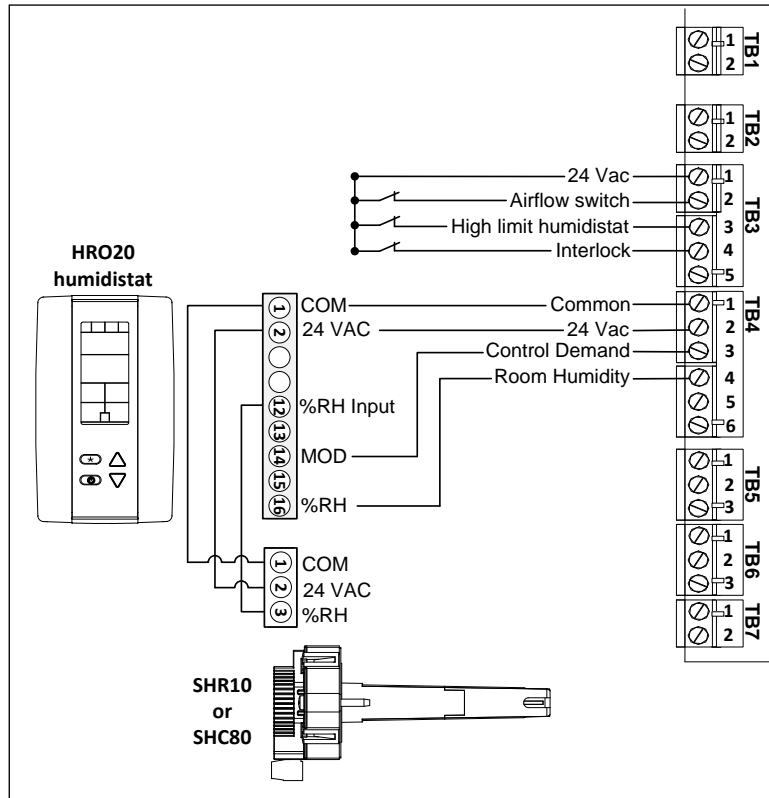 1
2
TB1
1
2
TB2
24 Vac
1
Airflow switch
2
TB3
High limit humidistat
3
Interlock
4
5
HRO20
humidistat
1
COM
Common
1
TB4
2
24 VAC
24 Vac
2
Control Demand
3
Room Humidity
4
12
%RH Input
5
13
6
14
MOD
15
16
%RH
1
TB5
2
3
1
COM
1
TB6
2
24 VAC
2
3
%RH
3
1
TB7
2
SHR10
or
SHC80